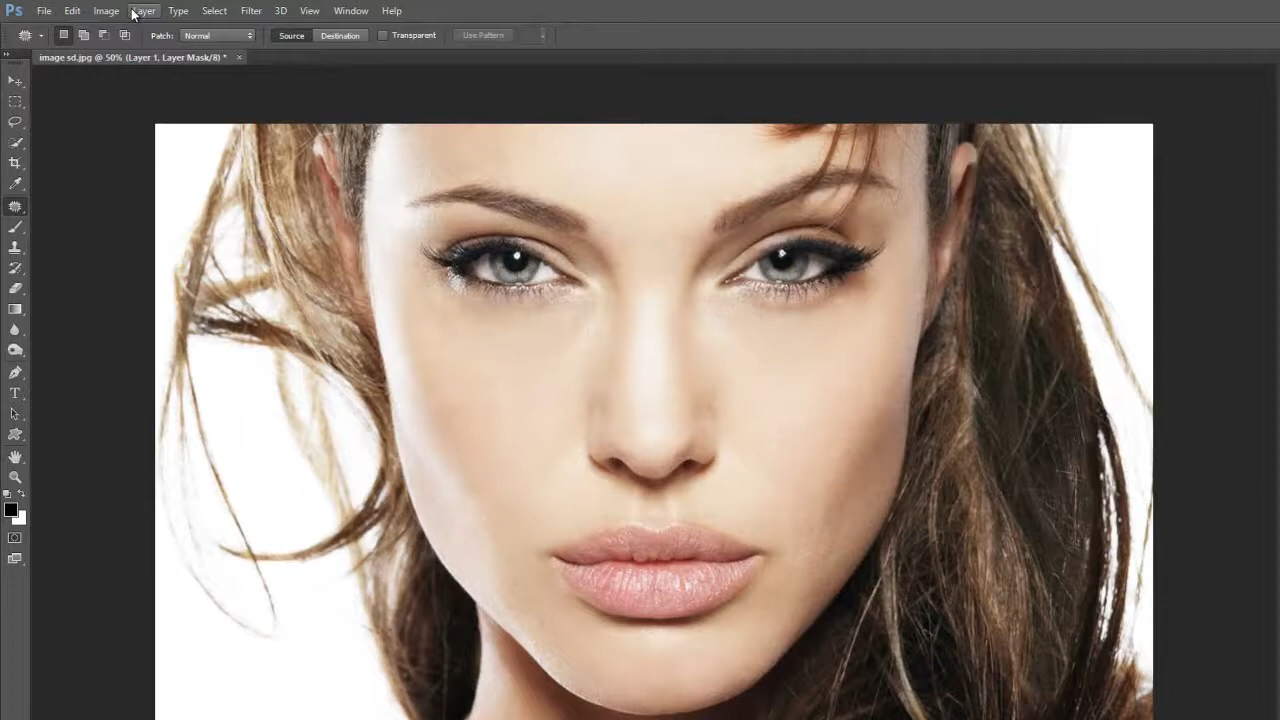 Ps File Edit Image Layer Type Select Filter 3D View Window Help
Patch: Normal Source Destination Transparent Use Pattern
image sd.jpg @ 50% (Layer 1, Layer Mask/8) * ×
T